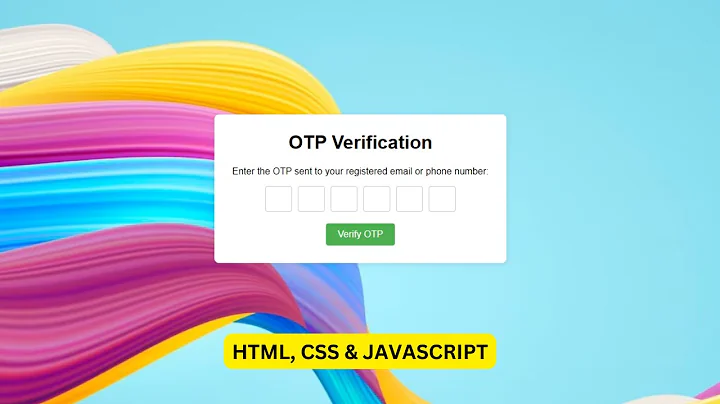 OTP Verification
Enter the OTP sent to your registered email or phone number:
Verify OTP
HTML, CSS & JAVASCRIPT